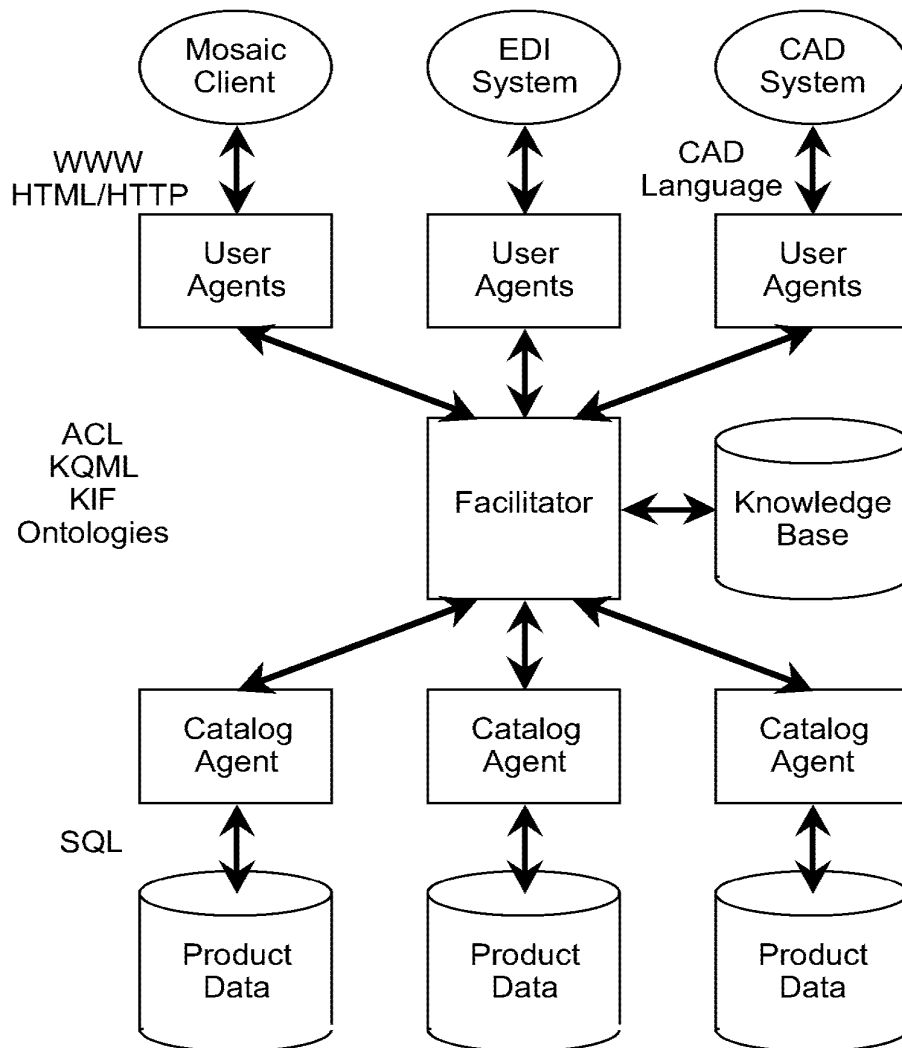 Mosaic
Client
EDI
System
CAD
System
WWW
HTML/HTTP
CAD
Language
User
Agents
User
Agents
User
Agents
ACL
KQML
KIF
Ontologies
Facilitator
Knowledge
Base
Catalog
Agent
Catalog
Agent
Catalog
Agent
SQL
Product
Data
Product
Data
Product
Data